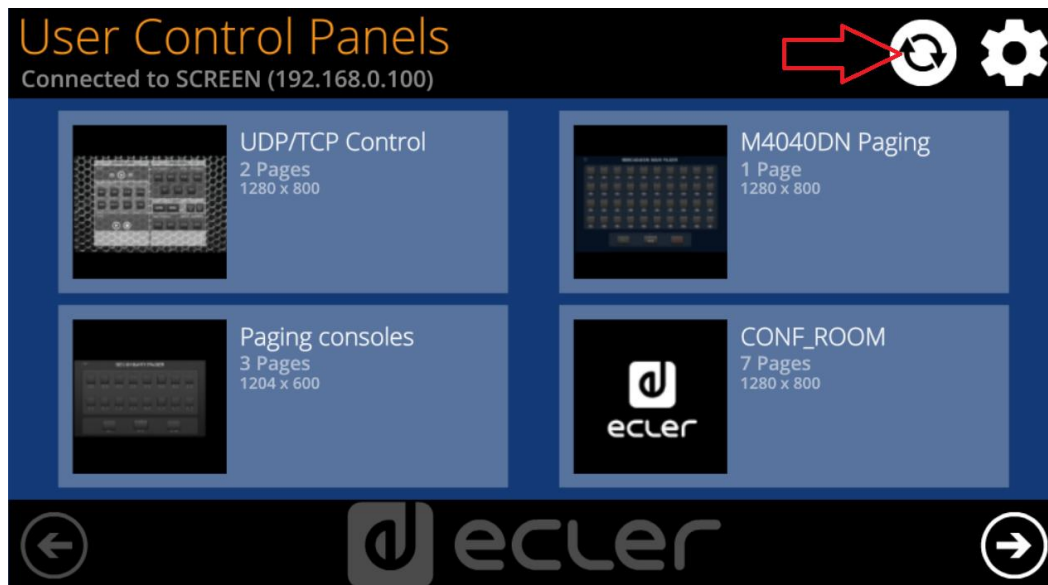 User Control Panels
Connected to SCREEN (192.168.0.100)
UDP/TCP Control
2 Pages
1280 x 800
M4040DN Paging
1 Page
1280 x 800
Paging consoles
3 Pages
1204 x 600
CONF_ROOM
7 Pages
1280 x 800
ecler
ecler